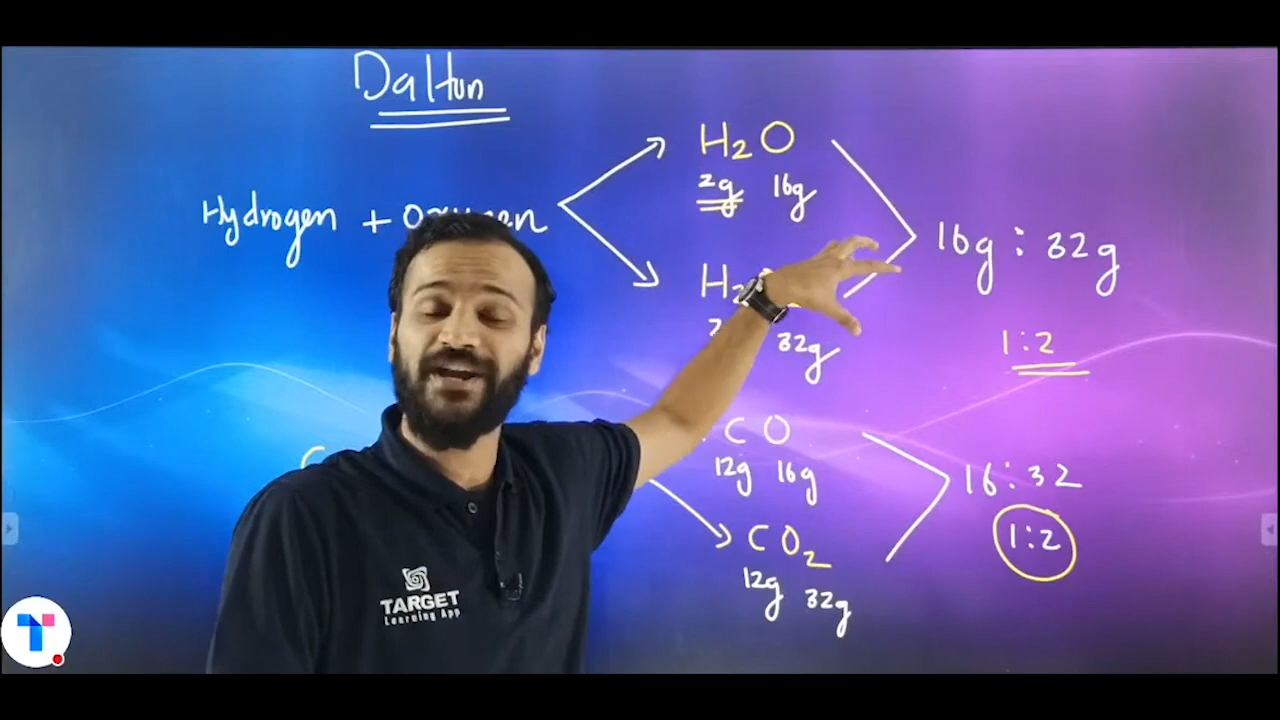 Dalton
Hydrogen +
H2O
2g 16g
H2
32g
16g : 32g
1:2
C
CO
12g 16g
CO2
12g 32g
16:32
1:2
TARGET
Learning App
T